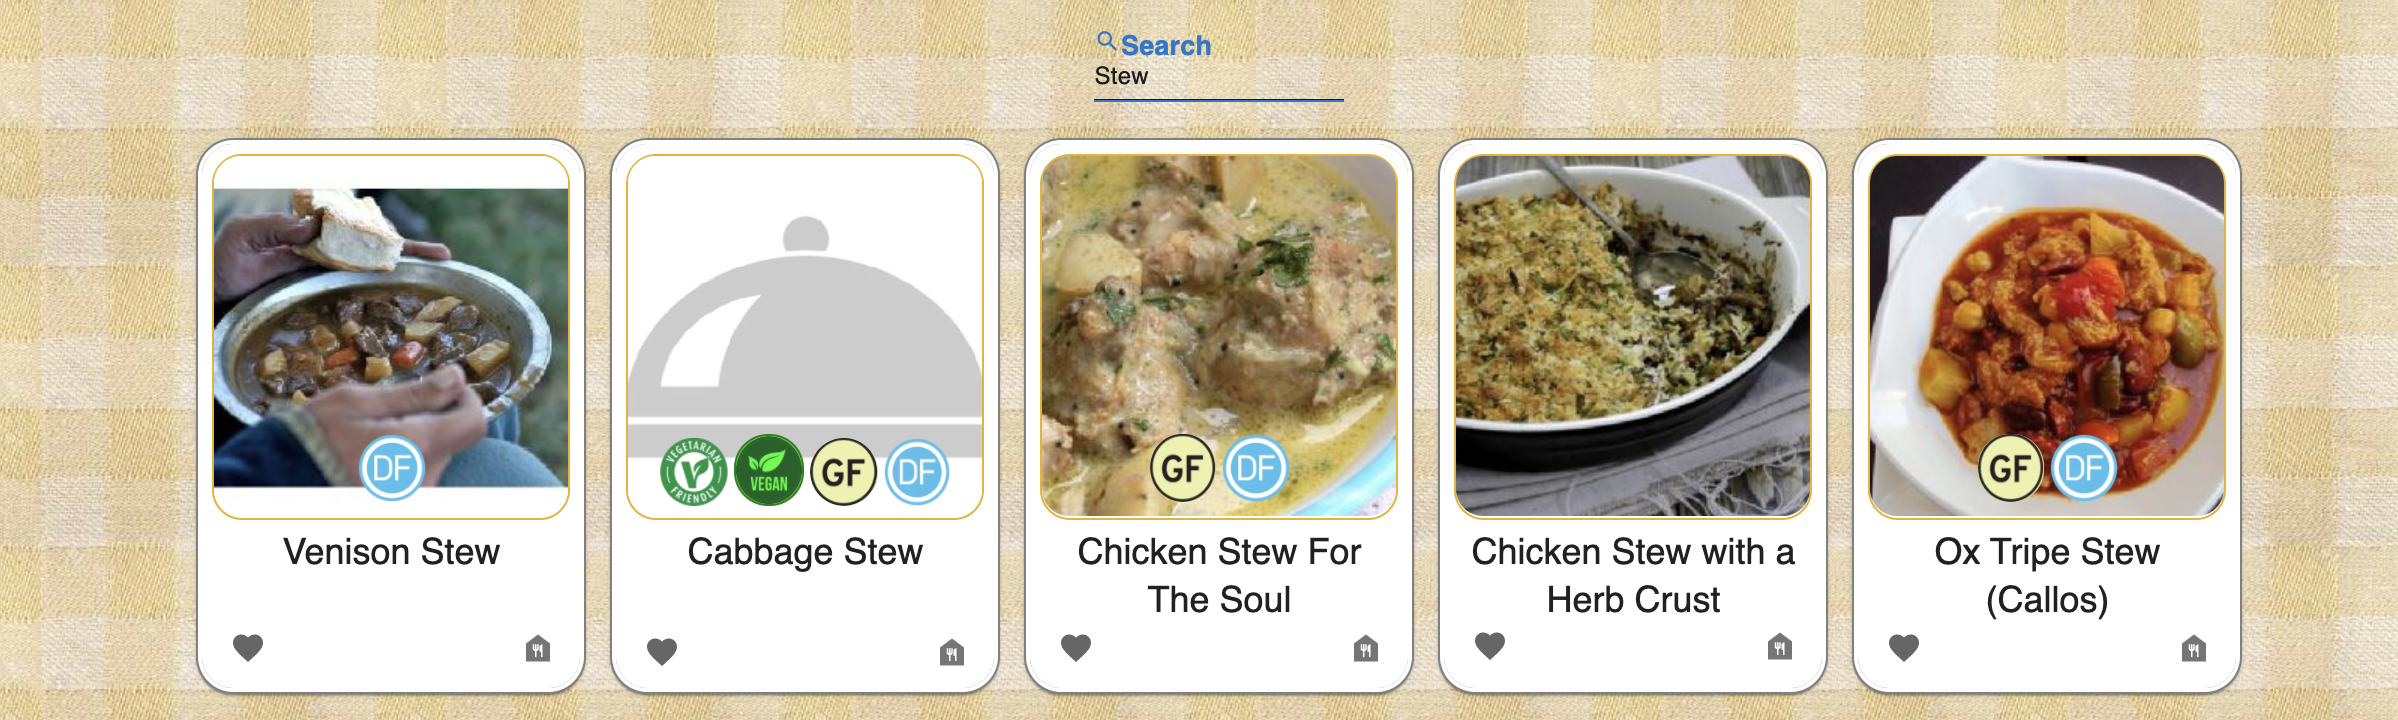 Search
Stew
DF
VEGETARIAN
V
FRIENDLY
VEGAN
GF
DF
GF
DF
GF
DF
Venison Stew
Cabbage Stew
Chicken Stew For
The Soul
Chicken Stew with a
Herb Crust
Ox Tripe Stew
(Callos)